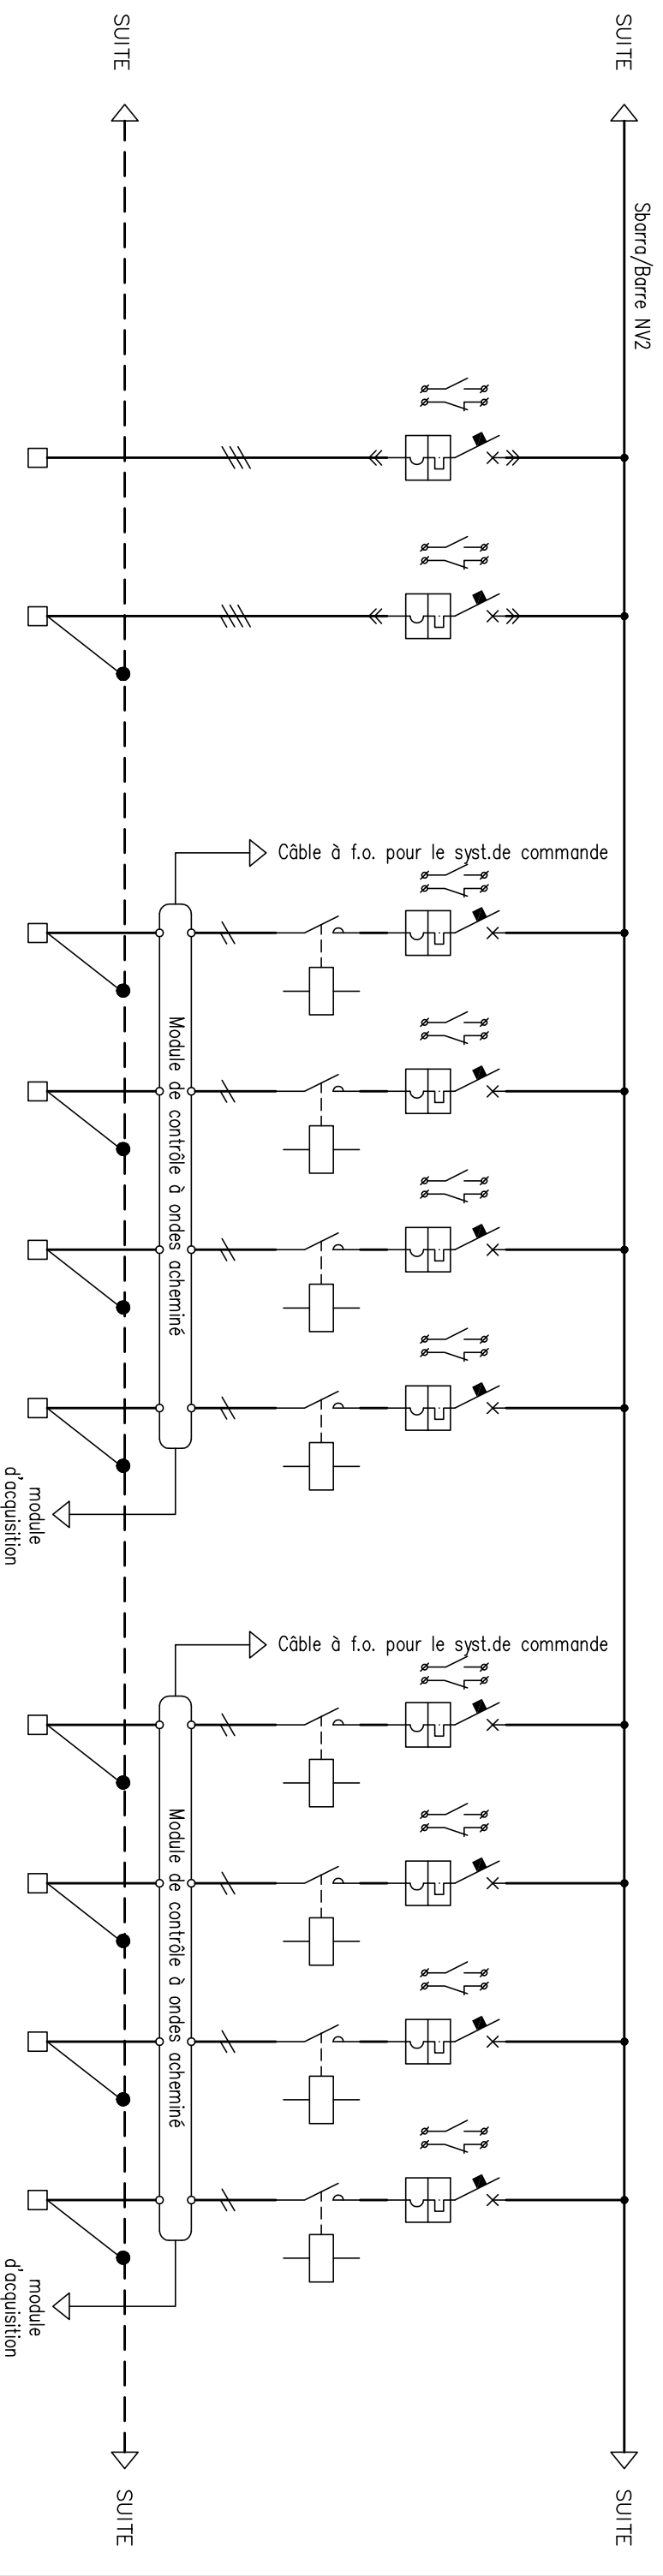 SUITE
SUITE
Sbarra/Barre NV2
Câble à f.o. pour le syst.de commande
Module de contrôle à ondes acheminé
module
d'acquisition
Câble à f.o. pour le syst.de commande
Module de contrôle à ondes acheminé
module
d'acquisition
SUITE
SUITE